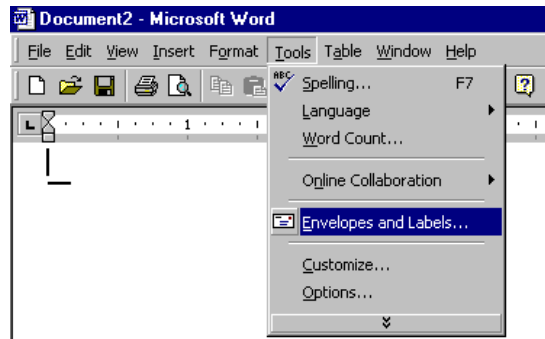 Document2 - Microsoft Word
File Edit View Insert Format Tools Table Window Help
ABC Spelling... F7
Language
Word Count...
1
Online Collaboration
Envelopes and Labels...
Customize...
Options...